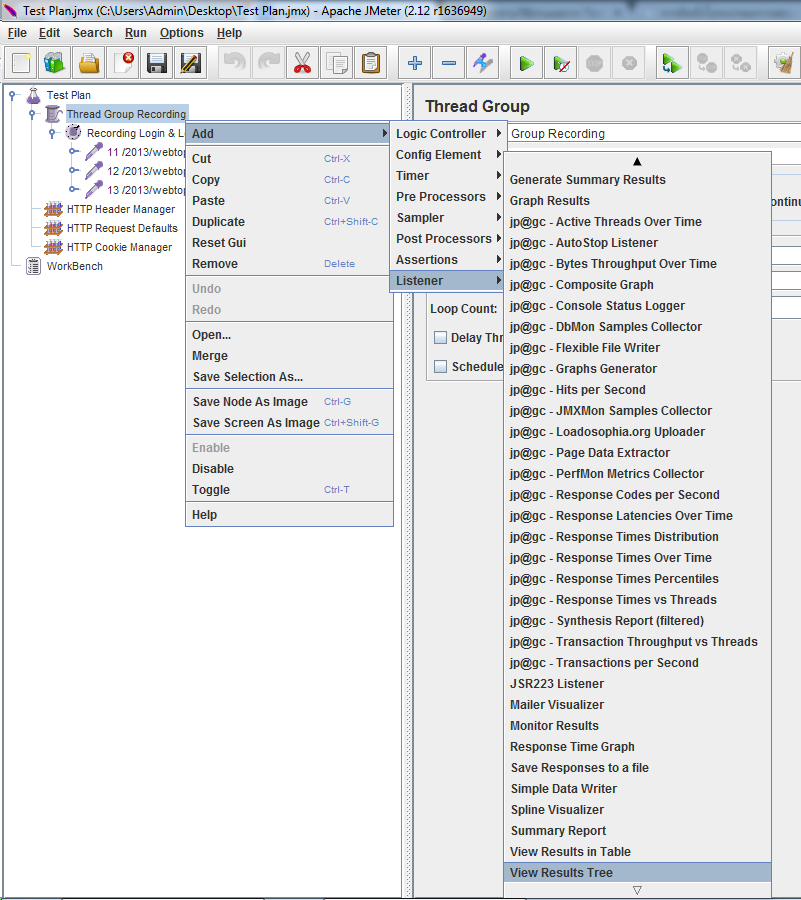 Test Plan.jmx (C:\Users\Admin\Desktop\Test Plan.jmx) - Apache JMeter (2.12 r1636949)
File Edit Search Run Options Help
Test Plan
Thread Group Recording
Recording Login &
11 /2013/webto
12 /2013/webto
13 /2013/webto
HTTP Header Manager
HTTP Request Defaults
HTTP Cookie Manager
WorkBench
Add
Cut Ctrl-X
Copy Ctrl-C
Paste Ctrl-V
Duplicate Ctrl+Shift-C
Reset Gui
Remove Delete
Undo
Redo
Open...
Merge
Save Selection As...
Save Node As Image Ctrl-G
Save Screen As Image Ctrl+Shift-G
Enable
Disable
Toggle Ctrl-T
Help
Logic Controller
Config Element
Timer
Pre Processors
Sampler
Post Processors
Assertions
Listener
Thread Group
Group Recording
ontinu
Loop Count:
Delay Thr
Schedule
Generate Summary Results
Graph Results
jp@gc - Active Threads Over Time
jp@gc - AutoStop Listener
jp@gc - Bytes Throughput Over Time
jp@gc - Composite Graph
jp@gc - Console Status Logger
jp@gc - DbMon Samples Collector
jp@gc - Flexible File Writer
jp@gc - Graphs Generator
jp@gc - Hits per Second
jp@gc - JMXMon Samples Collector
jp@gc - Loadosophia.org Uploader
jp@gc - Page Data Extractor
jp@gc - PerfMon Metrics Collector
jp@gc - Response Codes per Second
jp@gc - Response Latencies Over Time
jp@gc - Response Times Distribution
jp@gc - Response Times Over Time
jp@gc - Response Times Percentiles
jp@gc - Response Times vs Threads
jp@gc - Synthesis Report (filtered)
jp@gc - Transaction Throughput vs Threads
jp@gc - Transactions per Second
JSR223 Listener
Mailer Visualizer
Monitor Results
Response Time Graph
Save Responses to a file
Simple Data Writer
Spline Visualizer
Summary Report
View Results in Table
View Results Tree